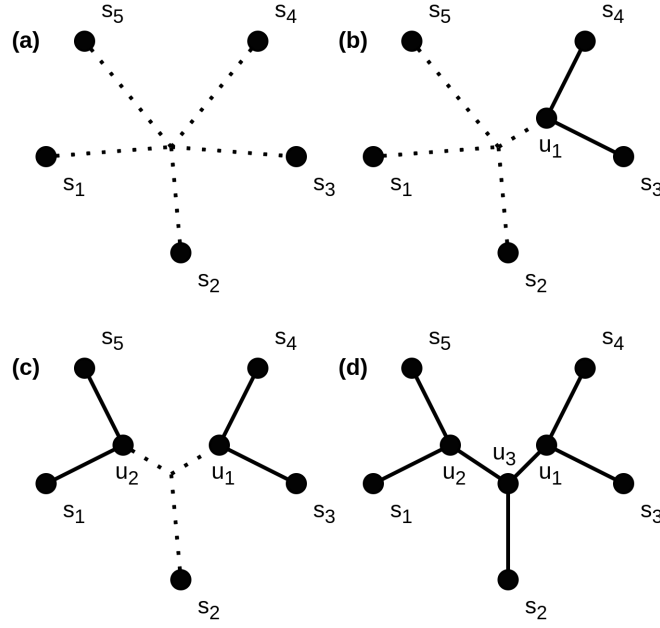 s₅ s₄
(a)
s₁ s₃
s₂
s₅ s₄
(b)
u₁
s₁ s₃
s₂
s₅ s₄
(c)
u₂ u₁
s₁ s₃
s₂
s₅ s₄
(d)
u₃
u₂ u₁
s₁ s₃
s₂